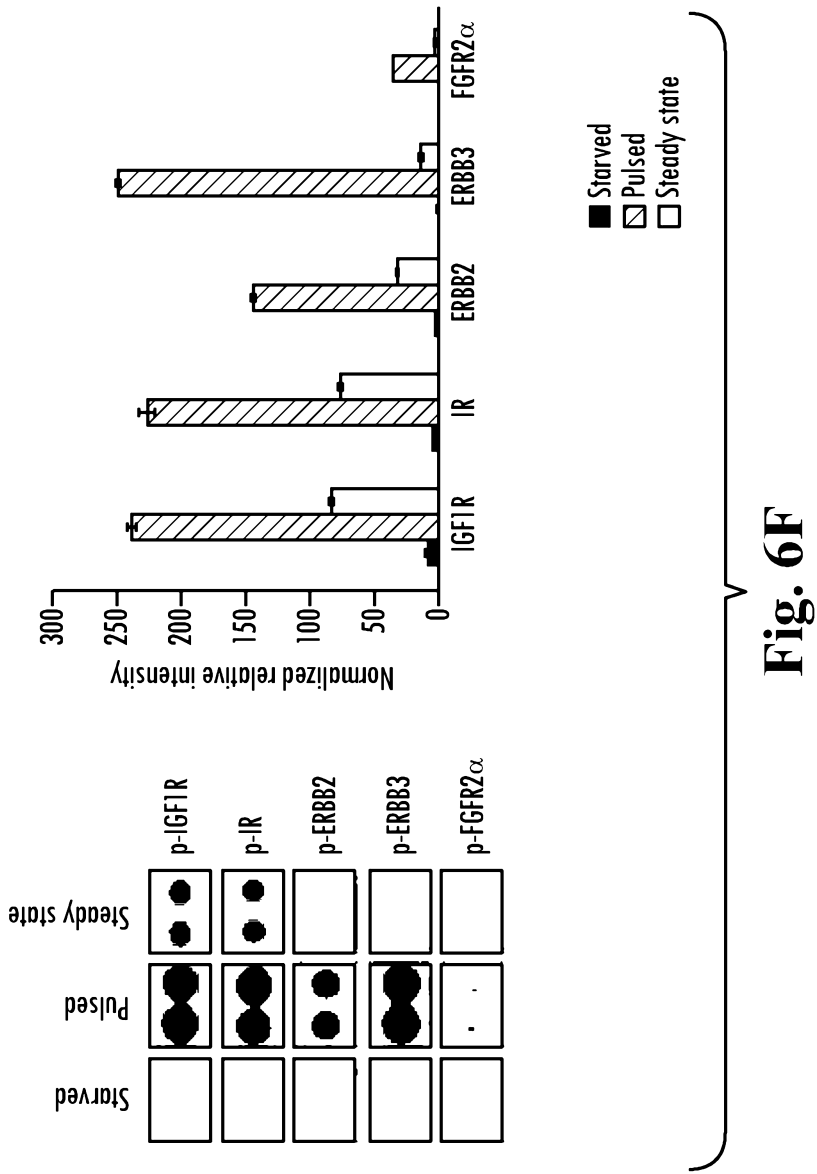 Starved
Pulsed
Steady state
p-IGF1R
p-IR
p-ERBB2
p-ERBB3
p-FGFR2α
Normalized relative intensity
300
250
200
150
100
50
0
IGF1R
IR
ERBB2
ERBB3
FGFR2α
Starved
Pulsed
Steady state
Fig. 6F